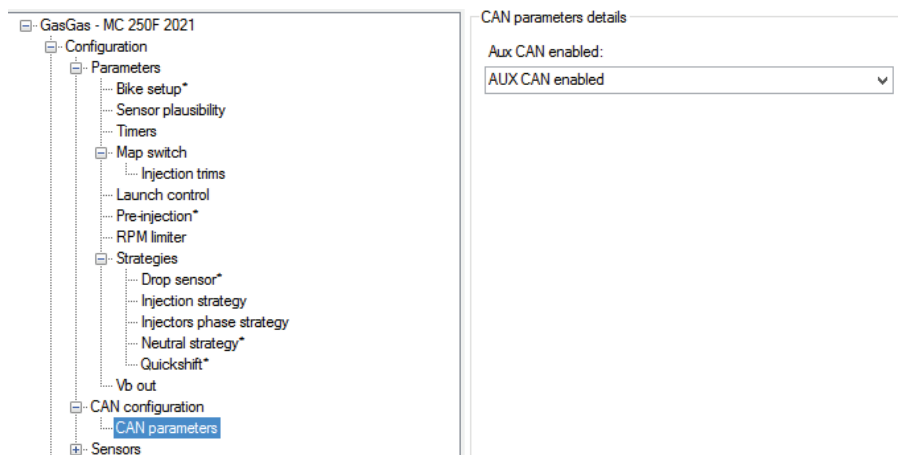 GasGas - MC 250F 2021
Configuration
Parameters
Bike setup*
Sensor plausibility
Timers
Map switch
Injection trims
Launch control
Pre-injection*
RPM limiter
Strategies
Drop sensor*
Injection strategy
Injectors phase strategy
Neutral strategy*
Quickshift*
Vb out
CAN configuration
CAN parameters
Sensors
CAN parameters details
Aux CAN enabled:
AUX CAN enabled